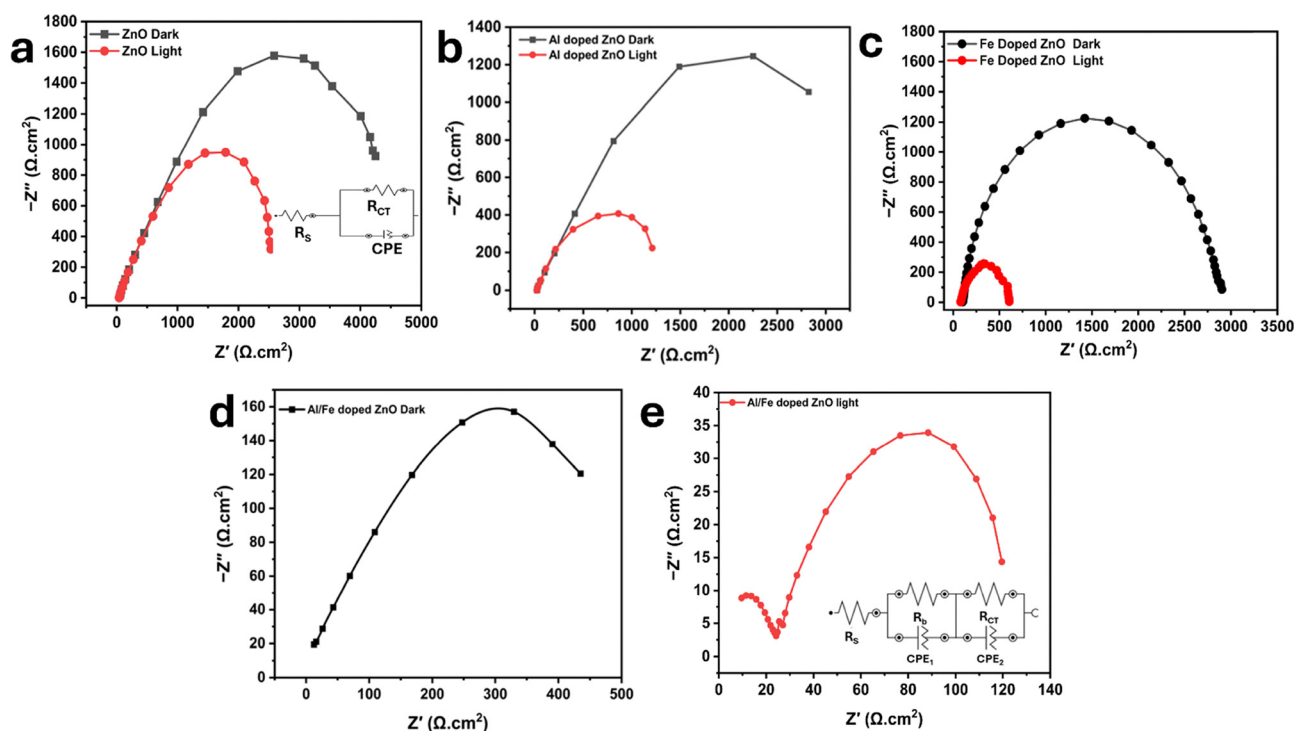 a
ZnO Dark
ZnO Light
1800
1600
1400
1200
1000
800
600
400
200
0
0 1000 2000 3000 4000 5000
−Z″ (Ω.cm²)
Z′ (Ω.cm²)
R_S
R_CT
CPE
b
Al doped ZnO Dark
Al doped ZnO Light
1400
1200
1000
800
600
400
200
0
0 500 1000 1500 2000 2500 3000
−Z″ (Ω.cm²)
Z′ (Ω.cm²)
c
Fe Doped ZnO Dark
Fe Doped ZnO Light
1800
1600
1400
1200
1000
800
600
400
200
0
0 500 1000 1500 2000 2500 3000 3500
−Z″ (Ω.cm²)
Z′ (Ω.cm²)
d
Al/Fe doped ZnO Dark
160
140
120
100
80
60
40
20
0
0 100 200 300 400 500
−Z″ (Ω.cm²)
Z′ (Ω.cm²)
e
Al/Fe doped ZnO light
40
35
30
25
20
15
10
5
0
0 20 40 60 80 100 120 140
−Z″ (Ω.cm²)
Z′ (Ω.cm²)
R_S
R_b
R_CT
CPE₁
CPE₂